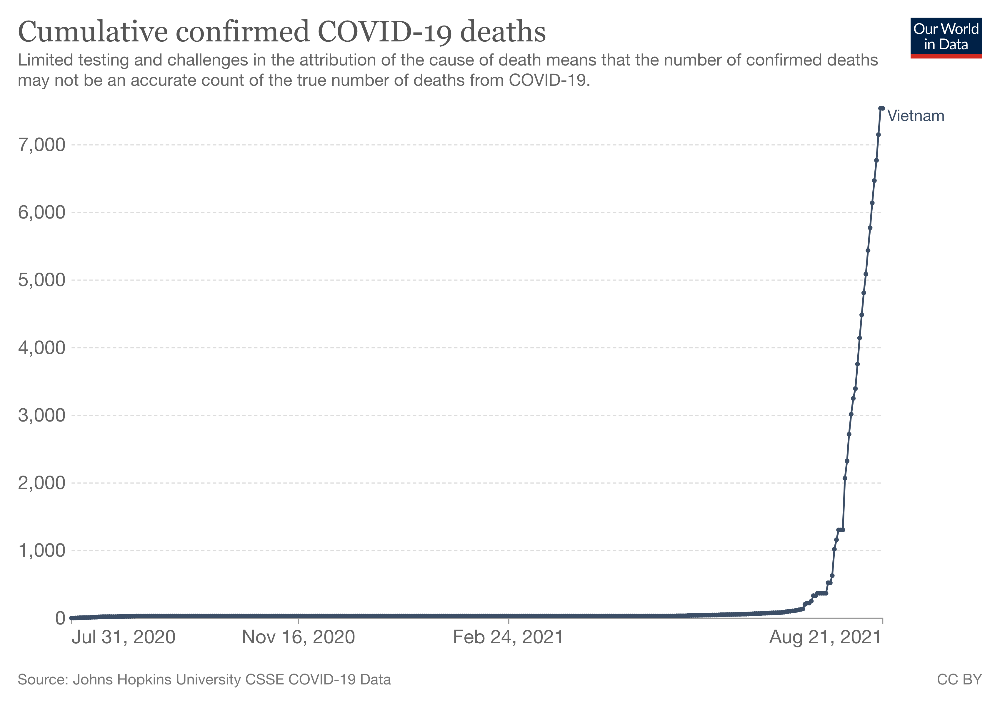 Cumulative confirmed COVID-19 deaths
Our World
in Data
Limited testing and challenges in the attribution of the cause of death means that the number of confirmed deaths
may not be an accurate count of the true number of deaths from COVID-19.
Vietnam
7,000
6,000
5,000
4,000
3,000
2,000
1,000
0
Jul 31, 2020
Nov 16, 2020
Feb 24, 2021
Aug 21, 2021
Source: Johns Hopkins University CSSE COVID-19 Data
CC BY